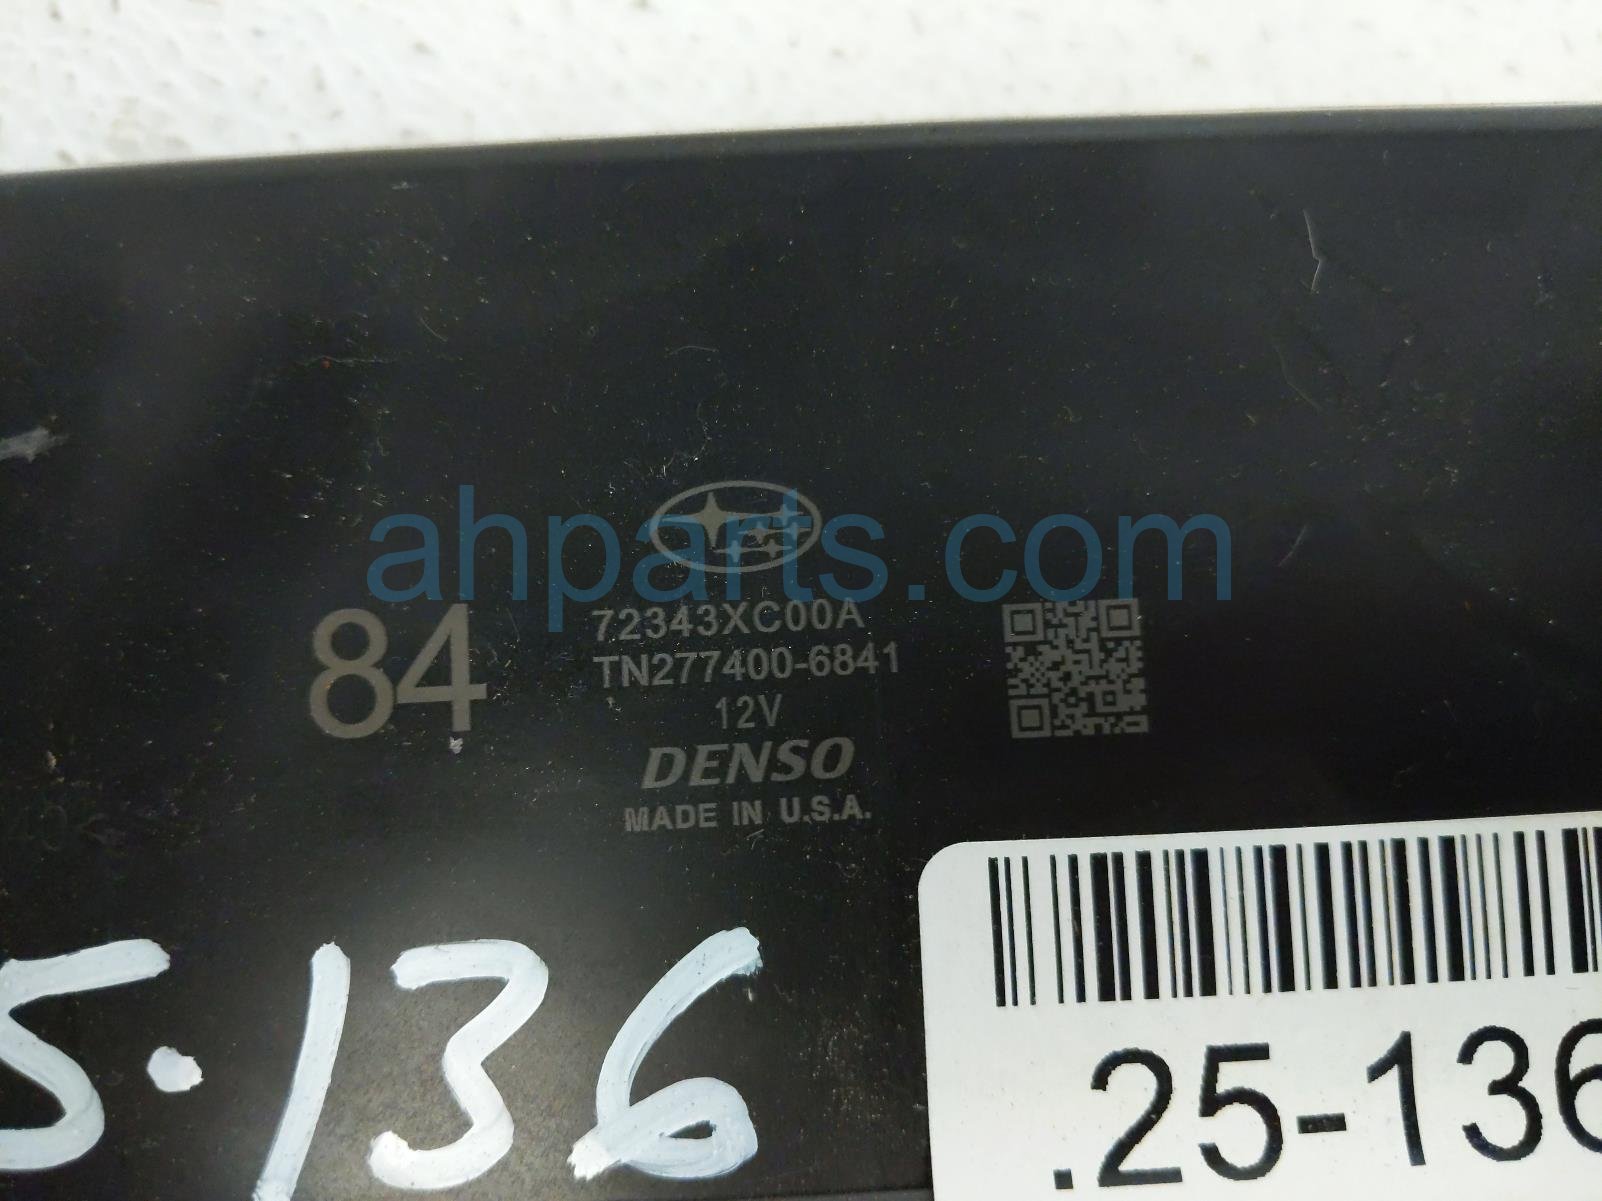 ahparts.com
84
72343XC00A
TN277400-6841
12V
DENSO
MADE IN U.S.A.
5.136
.25-136